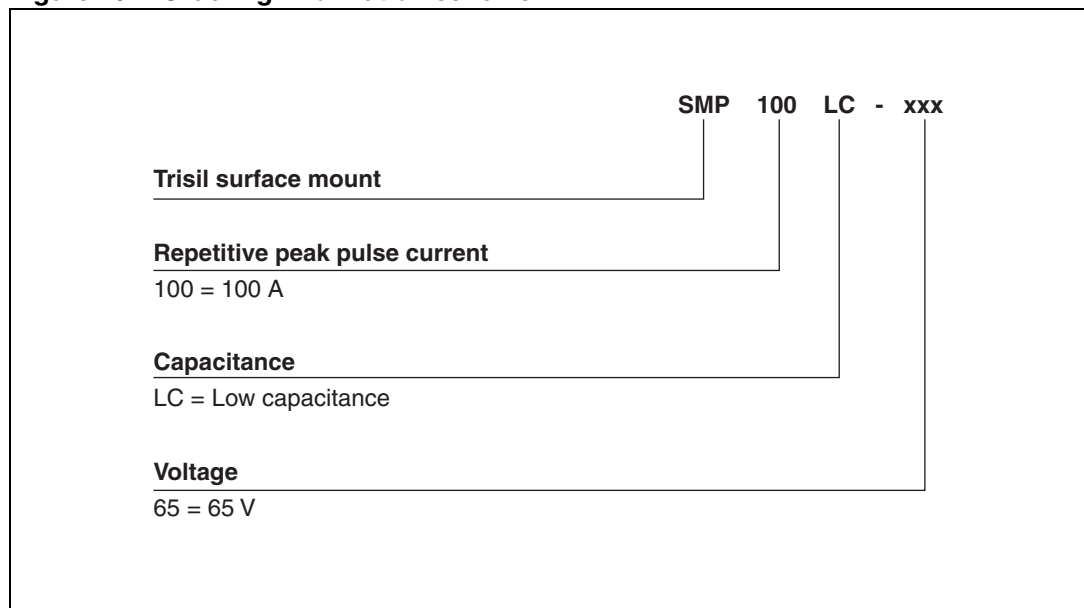 SMP 100 LC - xxx
Trisil surface mount
Repetitive peak pulse current
100 = 100 A
Capacitance
LC = Low capacitance
Voltage
65 = 65 V